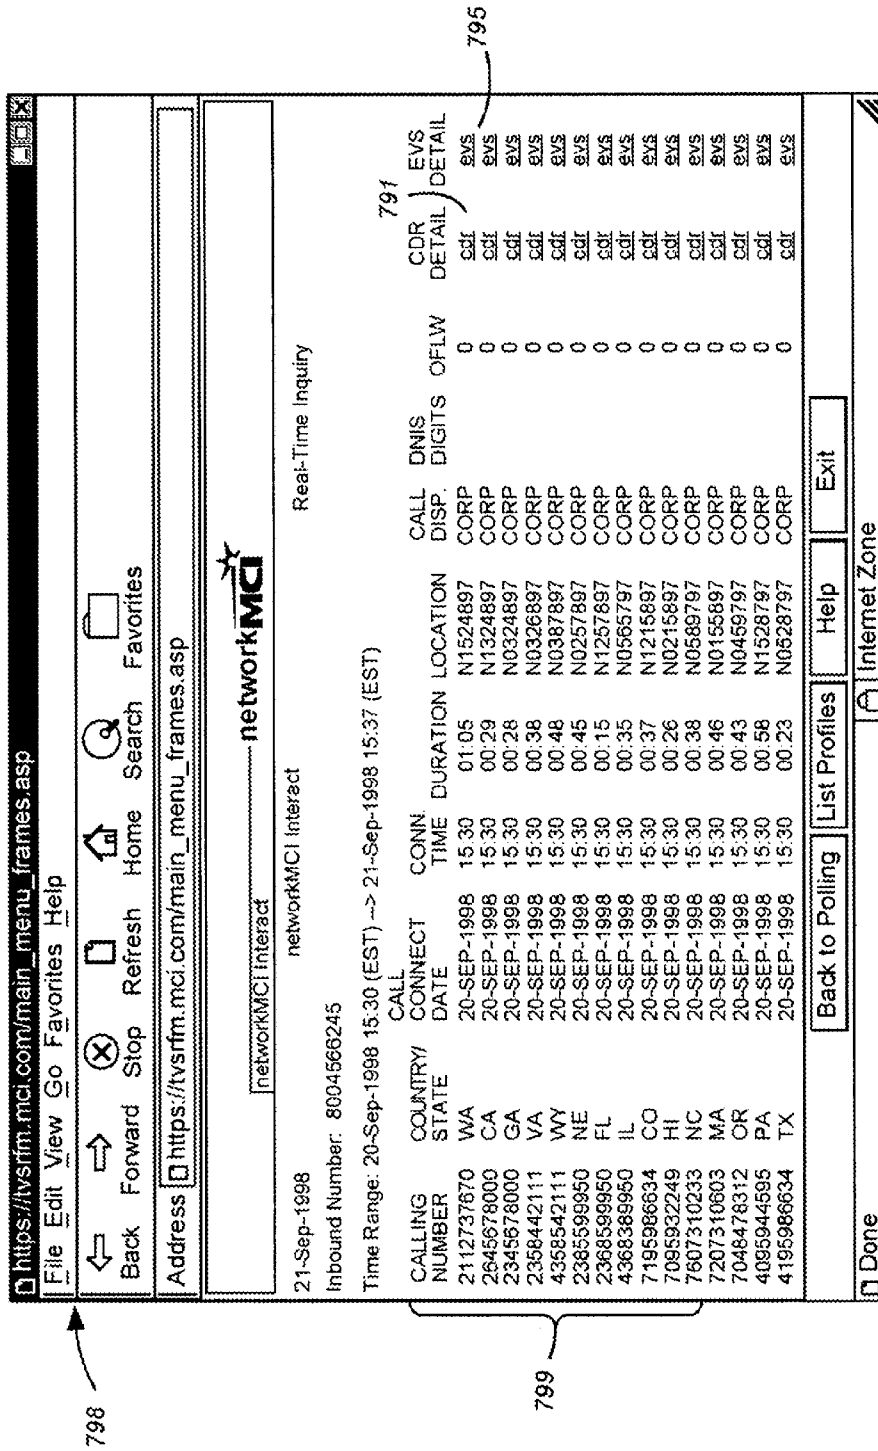 https://tvsrfm.mci.com/main_menu_frames.asp
File Edit View Go Favorites Help
Back Forward Stop Refresh Home Search Favorites
Address https://tvsrfm.mci.com/main_menu_frames.asp
networkMCI Interact
networkMCI
networkMCI Interact
21-Sep-1998 Real-Time Inquiry
Inbound Number: 8004566245
Time Range: 20-Sep-1998 15:30 (EST) --> 21-Sep-1998 15:37 (EST)
CALLING NUMBER COUNTRY/ STATE CALL CONNECT DATE CONN. TIME DURATION LOCATION CALL DISP. DNIS DIGITS OFLW CDR DETAIL EVS DETAIL
2112737670 WA 20-SEP-1998 15:30 01:05 N1524897 CORP 0 cdr evs
2645678000 CA 20-SEP-1998 15:30 00:29 N1324897 CORP 0 cdr evs
2345678000 GA 20-SEP-1998 15:30 00:28 N0324897 CORP 0 cdr evs
2358442111 VA 20-SEP-1998 15:30 00:38 N0326897 CORP 0 cdr evs
4358542111 WY 20-SEP-1998 15:30 00:48 N0387897 CORP 0 cdr evs
2385599950 NE 20-SEP-1998 15:30 00:45 N0257897 CORP 0 cdr evs
2368599950 FL 20-SEP-1998 15:30 00:15 N1257897 CORP 0 cdr evs
4368389950 IL 20-SEP-1998 15:30 00:35 N0565797 CORP 0 cdr evs
7195986634 CO 20-SEP-1998 15:30 00:37 N1215897 CORP 0 cdr evs
7095932249 HI 20-SEP-1998 15:30 00:26 N0215897 CORP 0 cdr evs
7607310233 NC 20-SEP-1998 15:30 00:38 N0589797 CORP 0 cdr evs
7207310603 MA 20-SEP-1998 15:30 00:46 N0155897 CORP 0 cdr evs
7048478312 OR 20-SEP-1998 15:30 00:43 N0459797 CORP 0 cdr evs
4095944595 PA 20-SEP-1998 15:30 00:58 N1528797 CORP 0 cdr evs
4195986634 TX 20-SEP-1998 15:30 00:23 N0528797 CORP 0 cdr evs
Back to Polling List Profiles Help Exit
Done Internet Zone
798
799
791
795